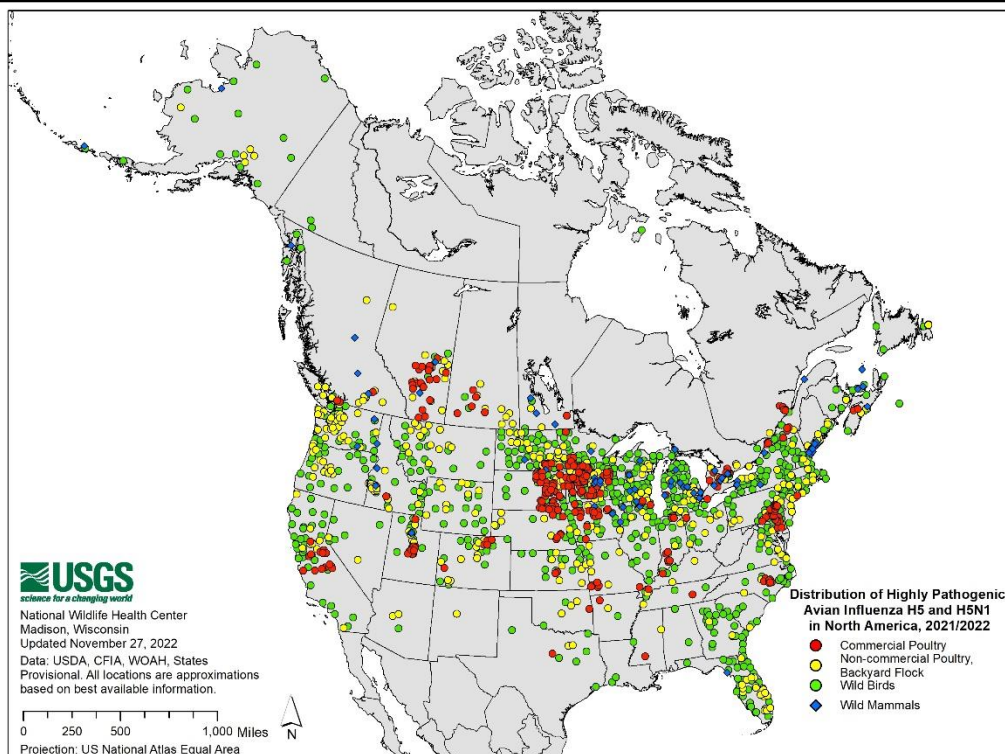 USGS
science for a changing world
National Wildlife Health Center
Madison, Wisconsin
Updated November 27, 2022
Data: USDA, CFIA, WOAH, States
Provisional. All locations are approximations
based on best available information.
0 250 500 1,000 Miles
Projection: US National Atlas Equal Area
N
Distribution of Highly Pathogenic
Avian Influenza H5 and H5N1
in North America, 2021/2022
Commercial Poultry
Non-commercial Poultry,
Backyard Flock
Wild Birds
Wild Mammals